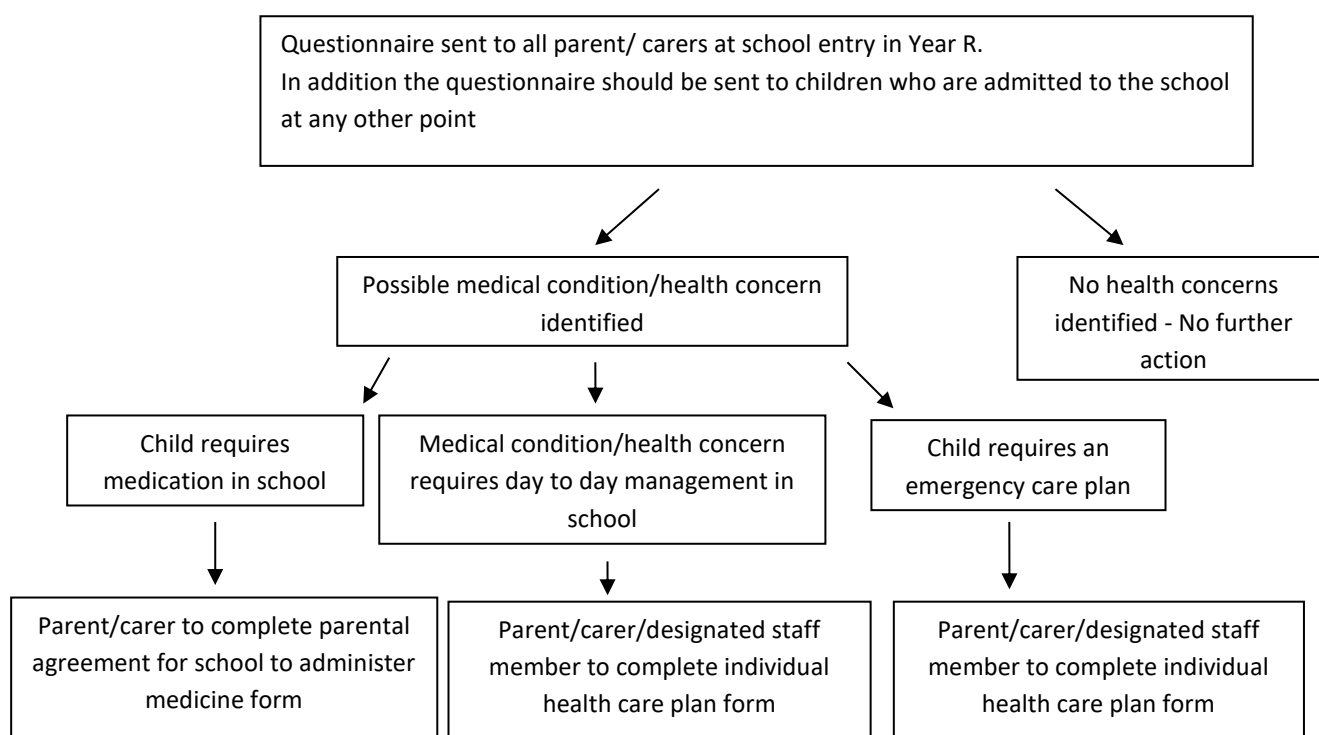 Questionnaire sent to all parent/ carers at school entry in Year R.
In addition the questionnaire should be sent to children who are admitted to the school
at any other point
Possible medical condition/health concern
identified
No health concerns
identified - No further
action
Child requires
medication in school
Medical condition/health concern
requires day to day management in
school
Child requires an
emergency care plan
Parent/carer to complete parental
agreement for school to administer
medicine form
Parent/carer/designated staff
member to complete individual
health care plan form
Parent/carer/designated staff
member to complete individual
health care plan form